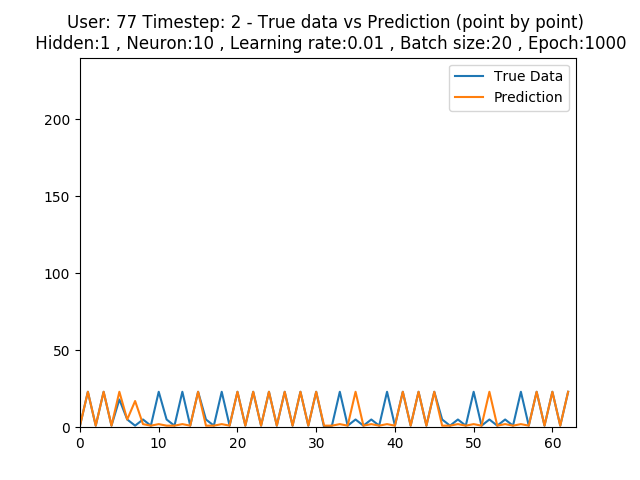 User: 77 Timestep: 2 - True data vs Prediction (point by point)
Hidden:1 , Neuron:10 , Learning rate:0.01 , Batch size:20 , Epoch:1000
True Data
Prediction
200
150
100
50
0
0 10 20 30 40 50 60